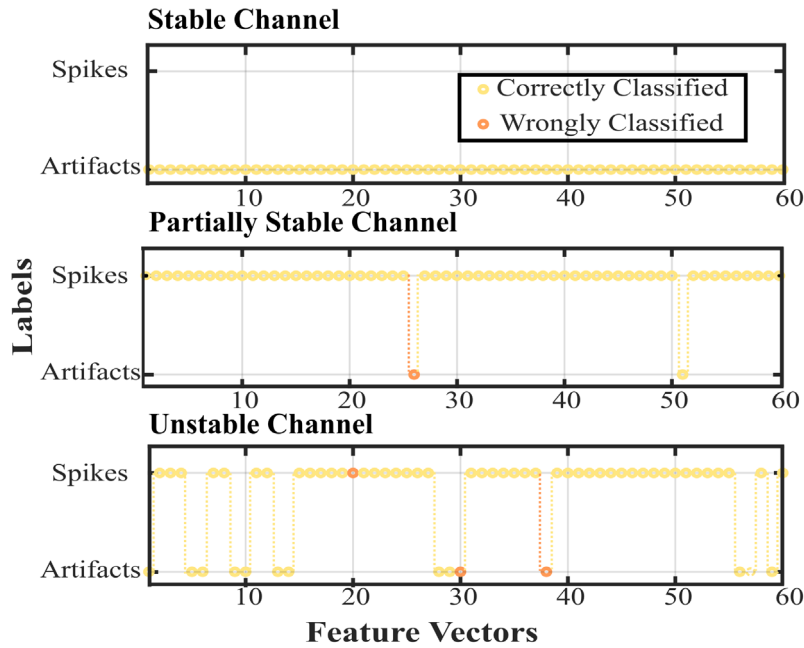 Stable Channel
Spikes
Correctly Classified
Wrongly Classified
Artifacts
10 20 30 40 50 60
Partially Stable Channel
Spikes
Labels
Artifacts
10 20 30 40 50 60
Unstable Channel
Spikes
Artifacts
10 20 30 40 50 60
Feature Vectors